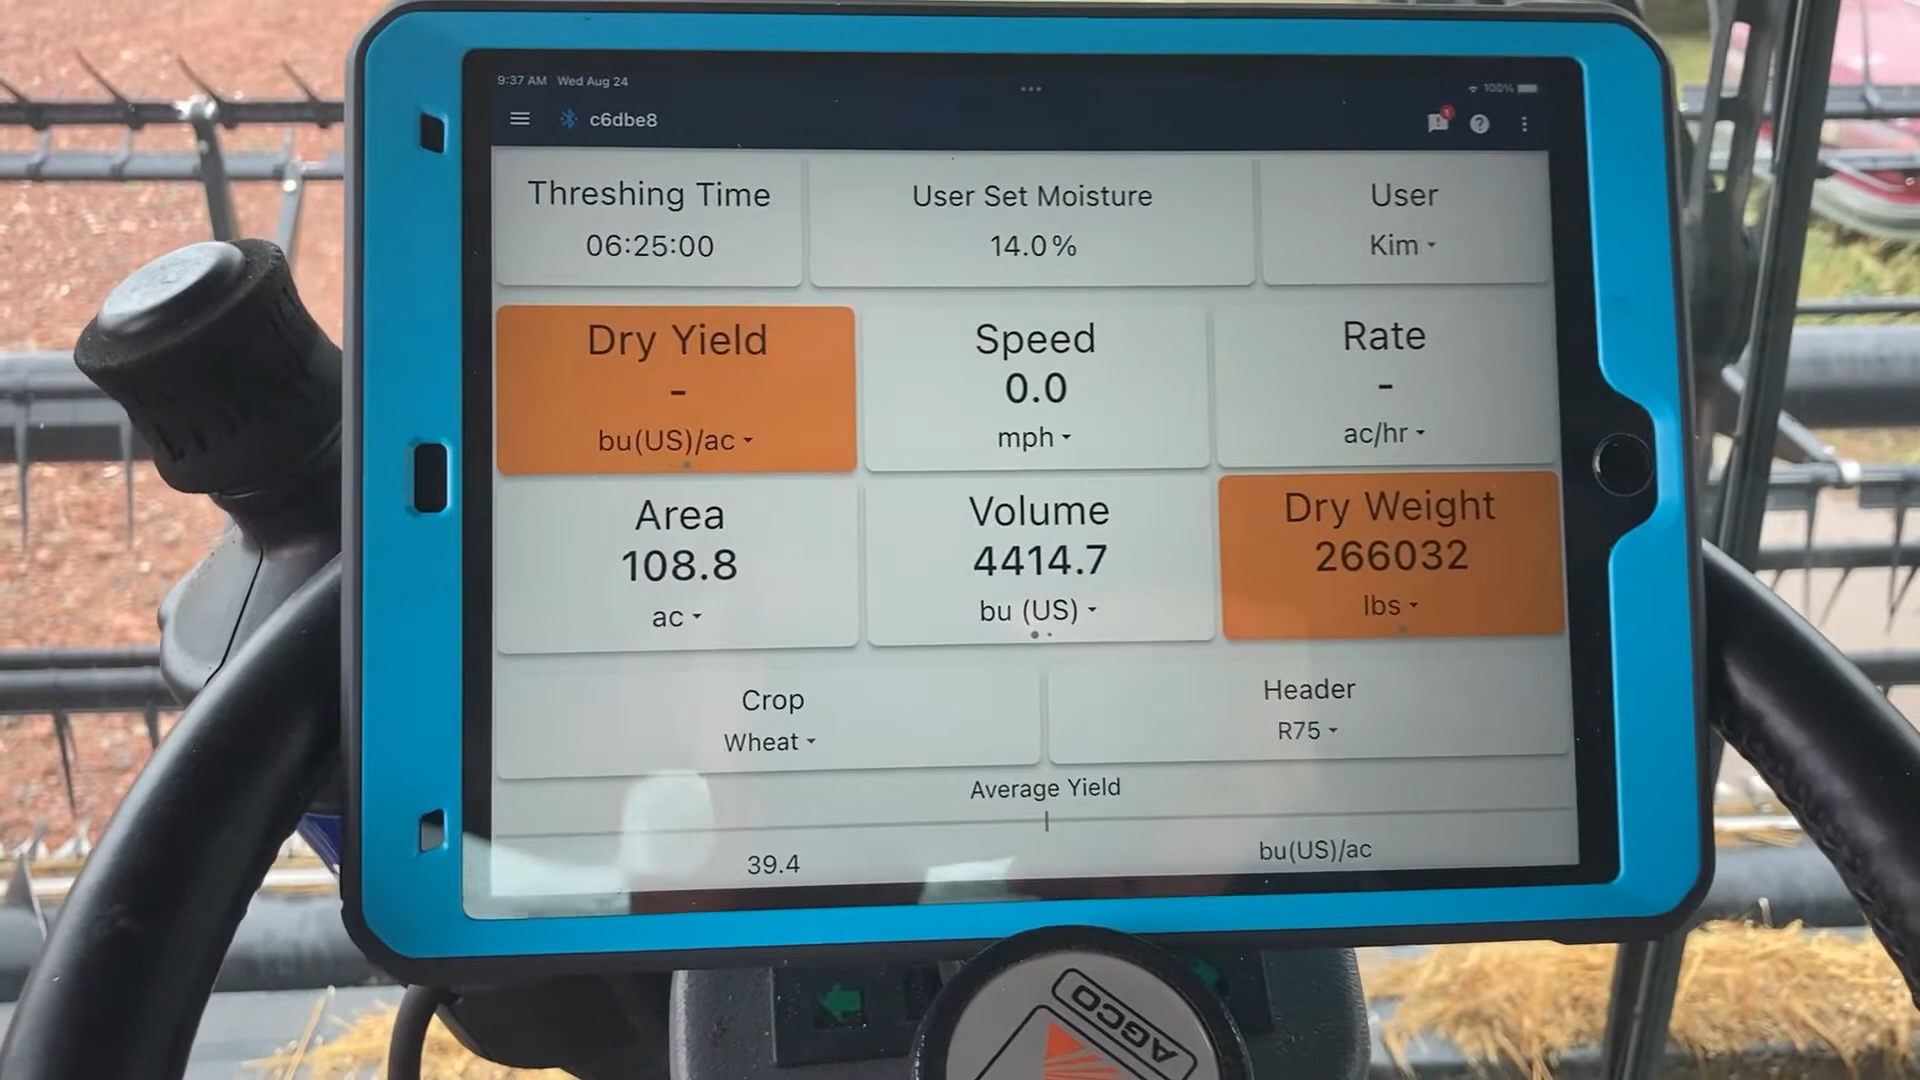 9:37 AM Wed Aug 24
100%
c6dbe8
1
Threshing Time
06:25:00
User Set Moisture
14.0%
User
Kim
Dry Yield
-
bu(US)/ac
Speed
0.0
mph
Rate
-
ac/hr
Area
108.8
ac
Volume
4414.7
bu (US)
Dry Weight
266032
lbs
Crop
Wheat
Header
R75
Average Yield
39.4
bu(US)/ac
AGCO